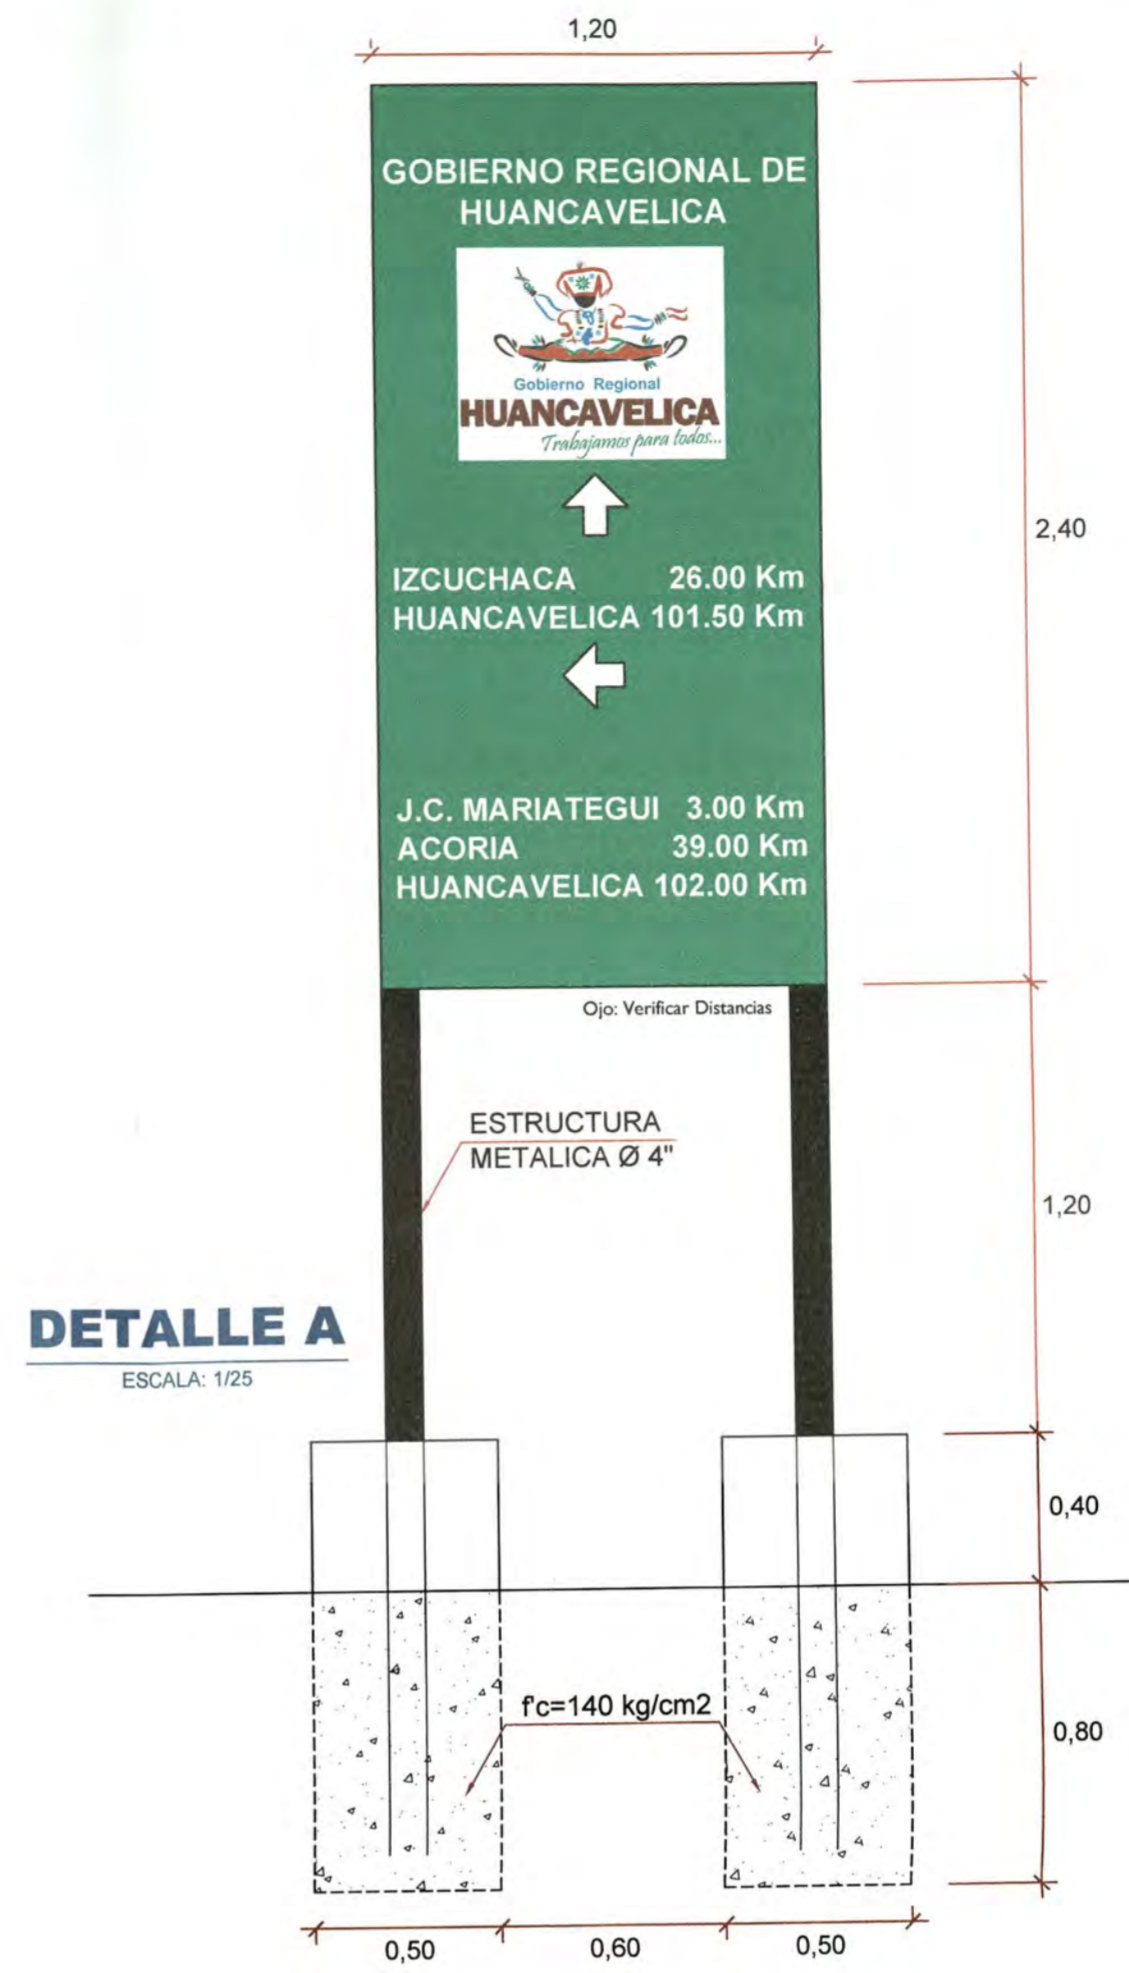 1,20
GOBIERNO REGIONAL DE
HUANCAVELICA
Gobierno Regional
HUANCAVELICA
Trabajamos para todos...
2,40
IZCUCHACA 26.00 Km
HUANCAVELICA 101.50 Km
J.C. MARIATEGUI 3.00 Km
ACORIA 39.00 Km
HUANCAVELICA 102.00 Km
Ojo: Verificar Distancias
ESTRUCTURA
METALICA Ø 4"
1,20
DETALLE A
ESCALA: 1/25
0,40
f'c=140 kg/cm2
0,80
0,50 0,60 0,50